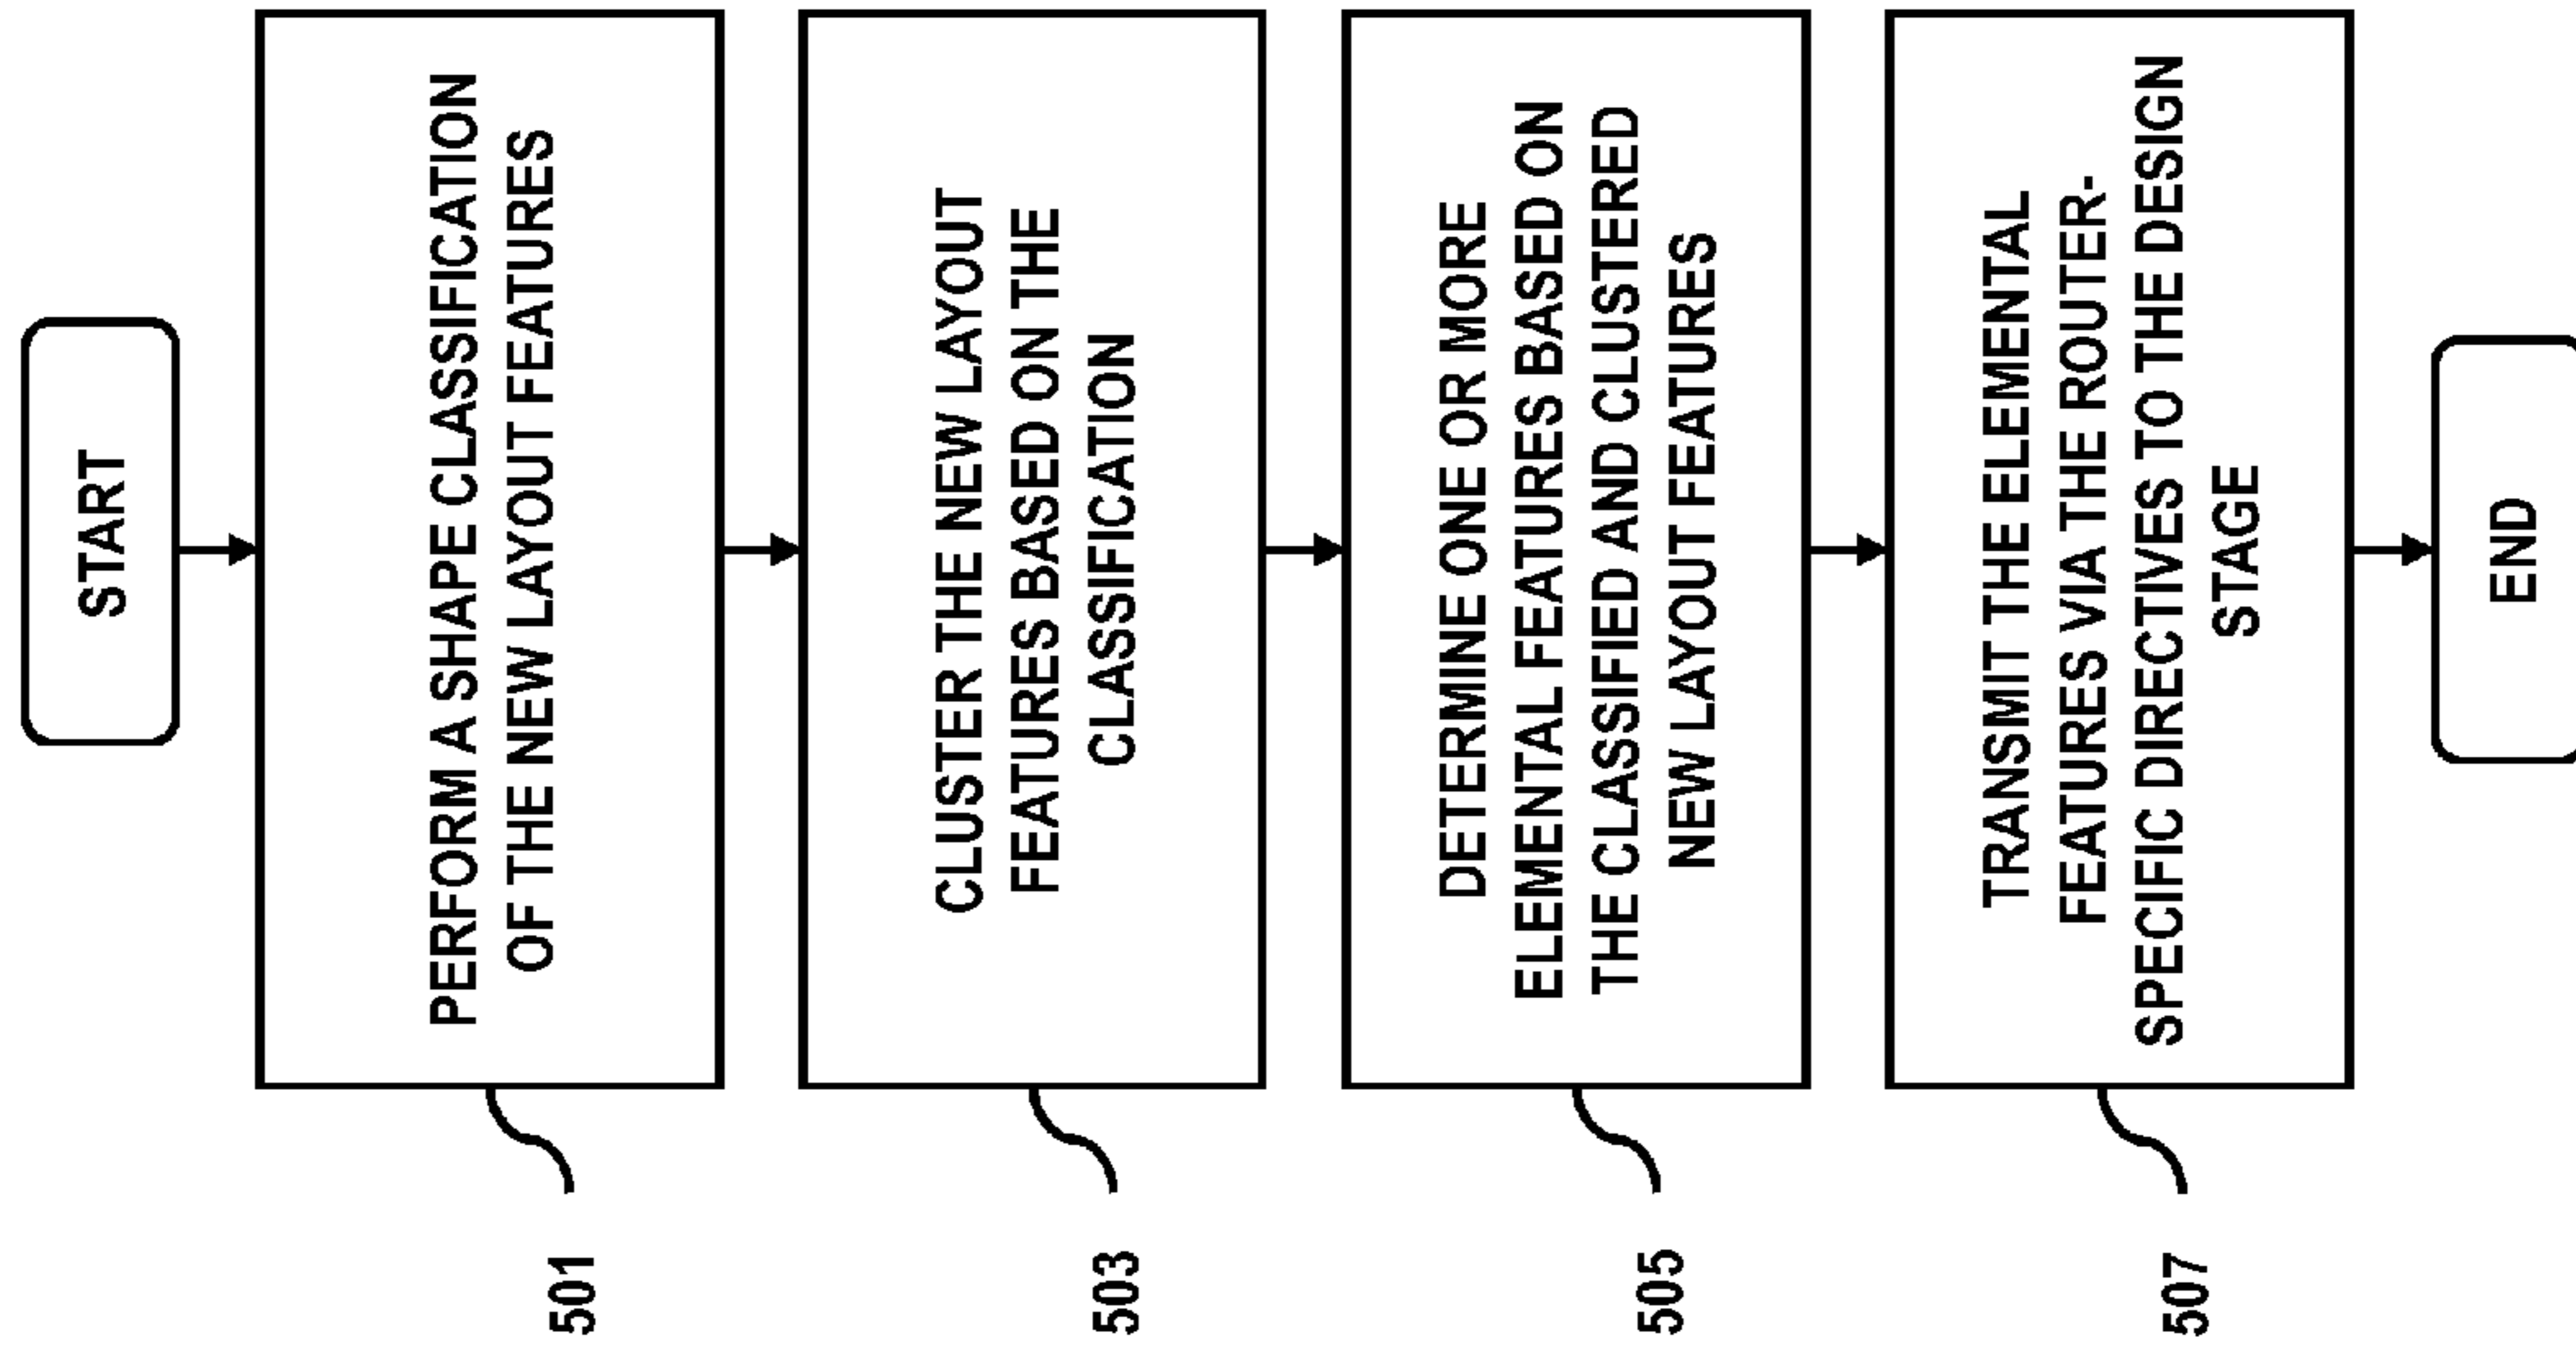 START
PERFORM A SHAPE CLASSIFICATION
OF THE NEW LAYOUT FEATURES
501
CLUSTER THE NEW LAYOUT
FEATURES BASED ON THE
CLASSIFICATION
503
DETERMINE ONE OR MORE
ELEMENTAL FEATURES BASED ON
THE CLASSIFIED AND CLUSTERED
NEW LAYOUT FEATURES
505
TRANSMIT THE ELEMENTAL
FEATURES VIA THE ROUTER-
SPECIFIC DIRECTIVES TO THE DESIGN
STAGE
507
END